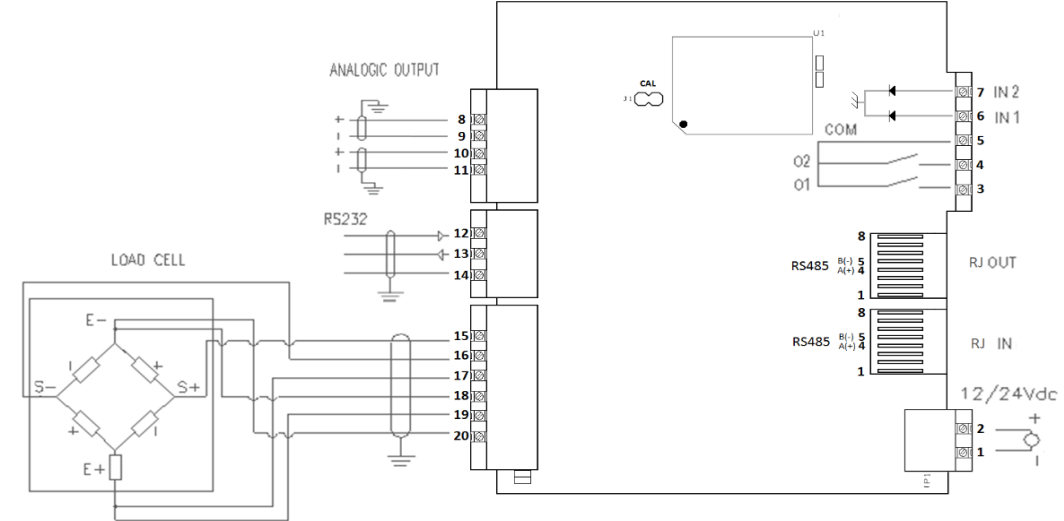 U1
ANALOGIC OUTPUT
CAL
J1
7 IN 2
6 IN 1
COM
5
O2
4
O1
3
+ 8
- 9
+ 10
- 11
RS232
12
13
14
LOAD CELL
8
RS485 B(-) 5
A(+) 4
1
RJ OUT
8
RS485 B(-) 5
A(+) 4
1
RJ IN
E-
- +
S- S+
+ -
E+
15
16
17
18
19
20
12/24Vdc
+
2
1
-
TP1